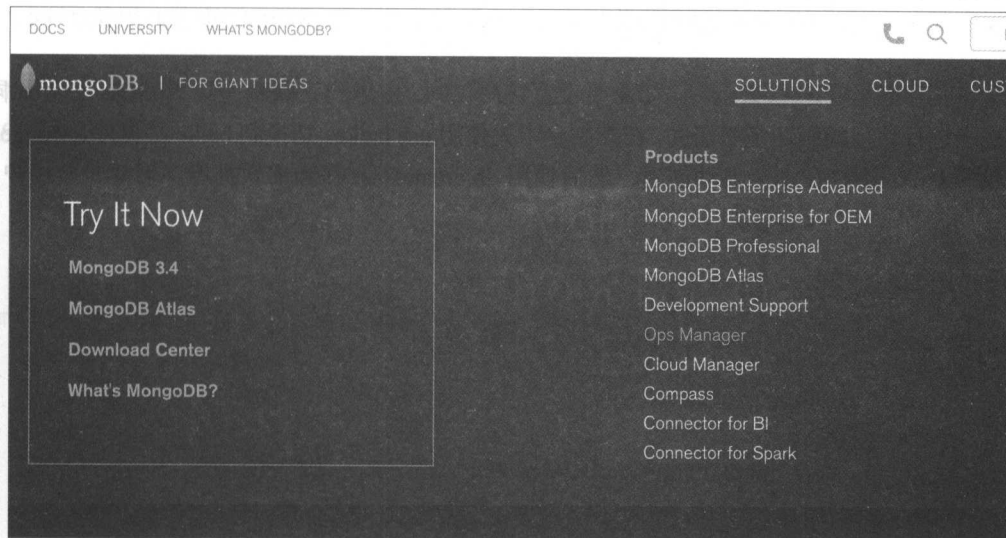 DOCS UNIVERSITY WHAT'S MONGODB?
mongoDB. | FOR GIANT IDEAS
SOLUTIONS CLOUD CUS
Try It Now
MongoDB 3.4
MongoDB Atlas
Download Center
What's MongoDB?
Products
MongoDB Enterprise Advanced
MongoDB Enterprise for OEM
MongoDB Professional
MongoDB Atlas
Development Support
Ops Manager
Cloud Manager
Compass
Connector for BI
Connector for Spark